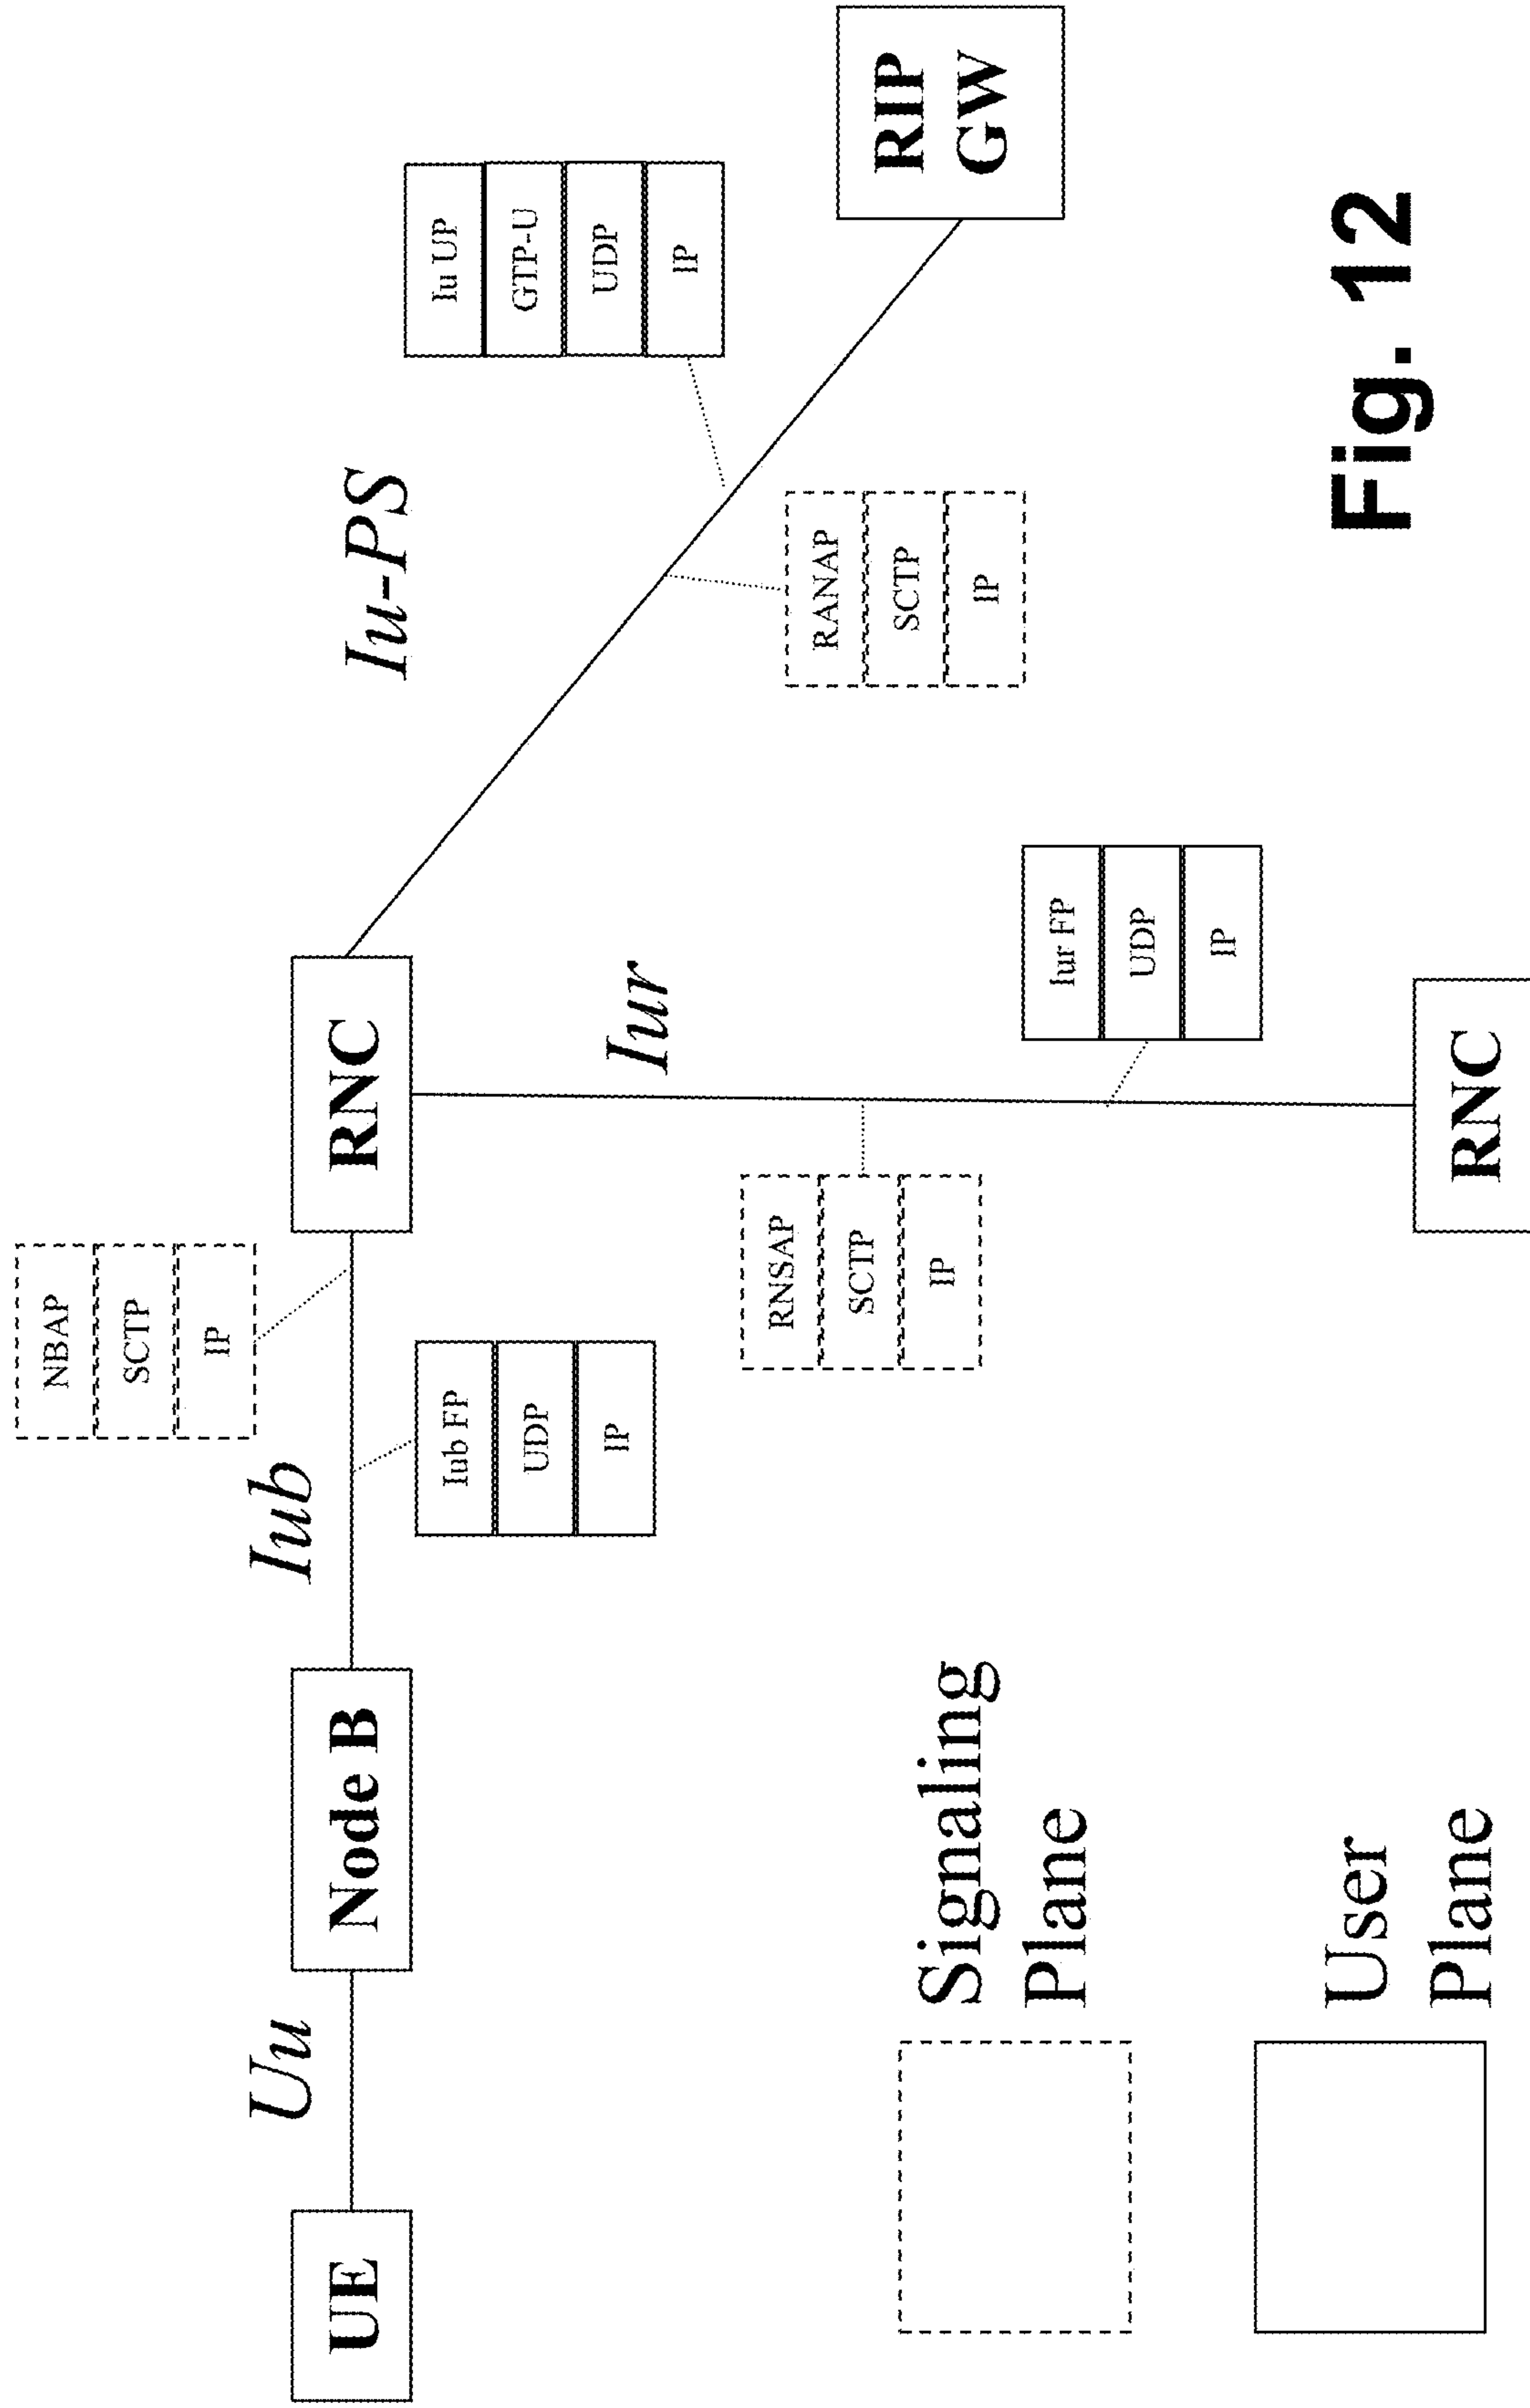 NBAP
SCTP
IP
Uu
Iub
Iu-PS
UE
Node B
RNC
Iub FP
UDP
IP
Iu UP
GTP-U
UDP
IP
Iur
RNSAP
SCTP
IP
RANAP
SCTP
IP
RIP
GW
Iur FP
UDP
IP
Signaling
Plane
User
Plane
RNC
Fig. 12